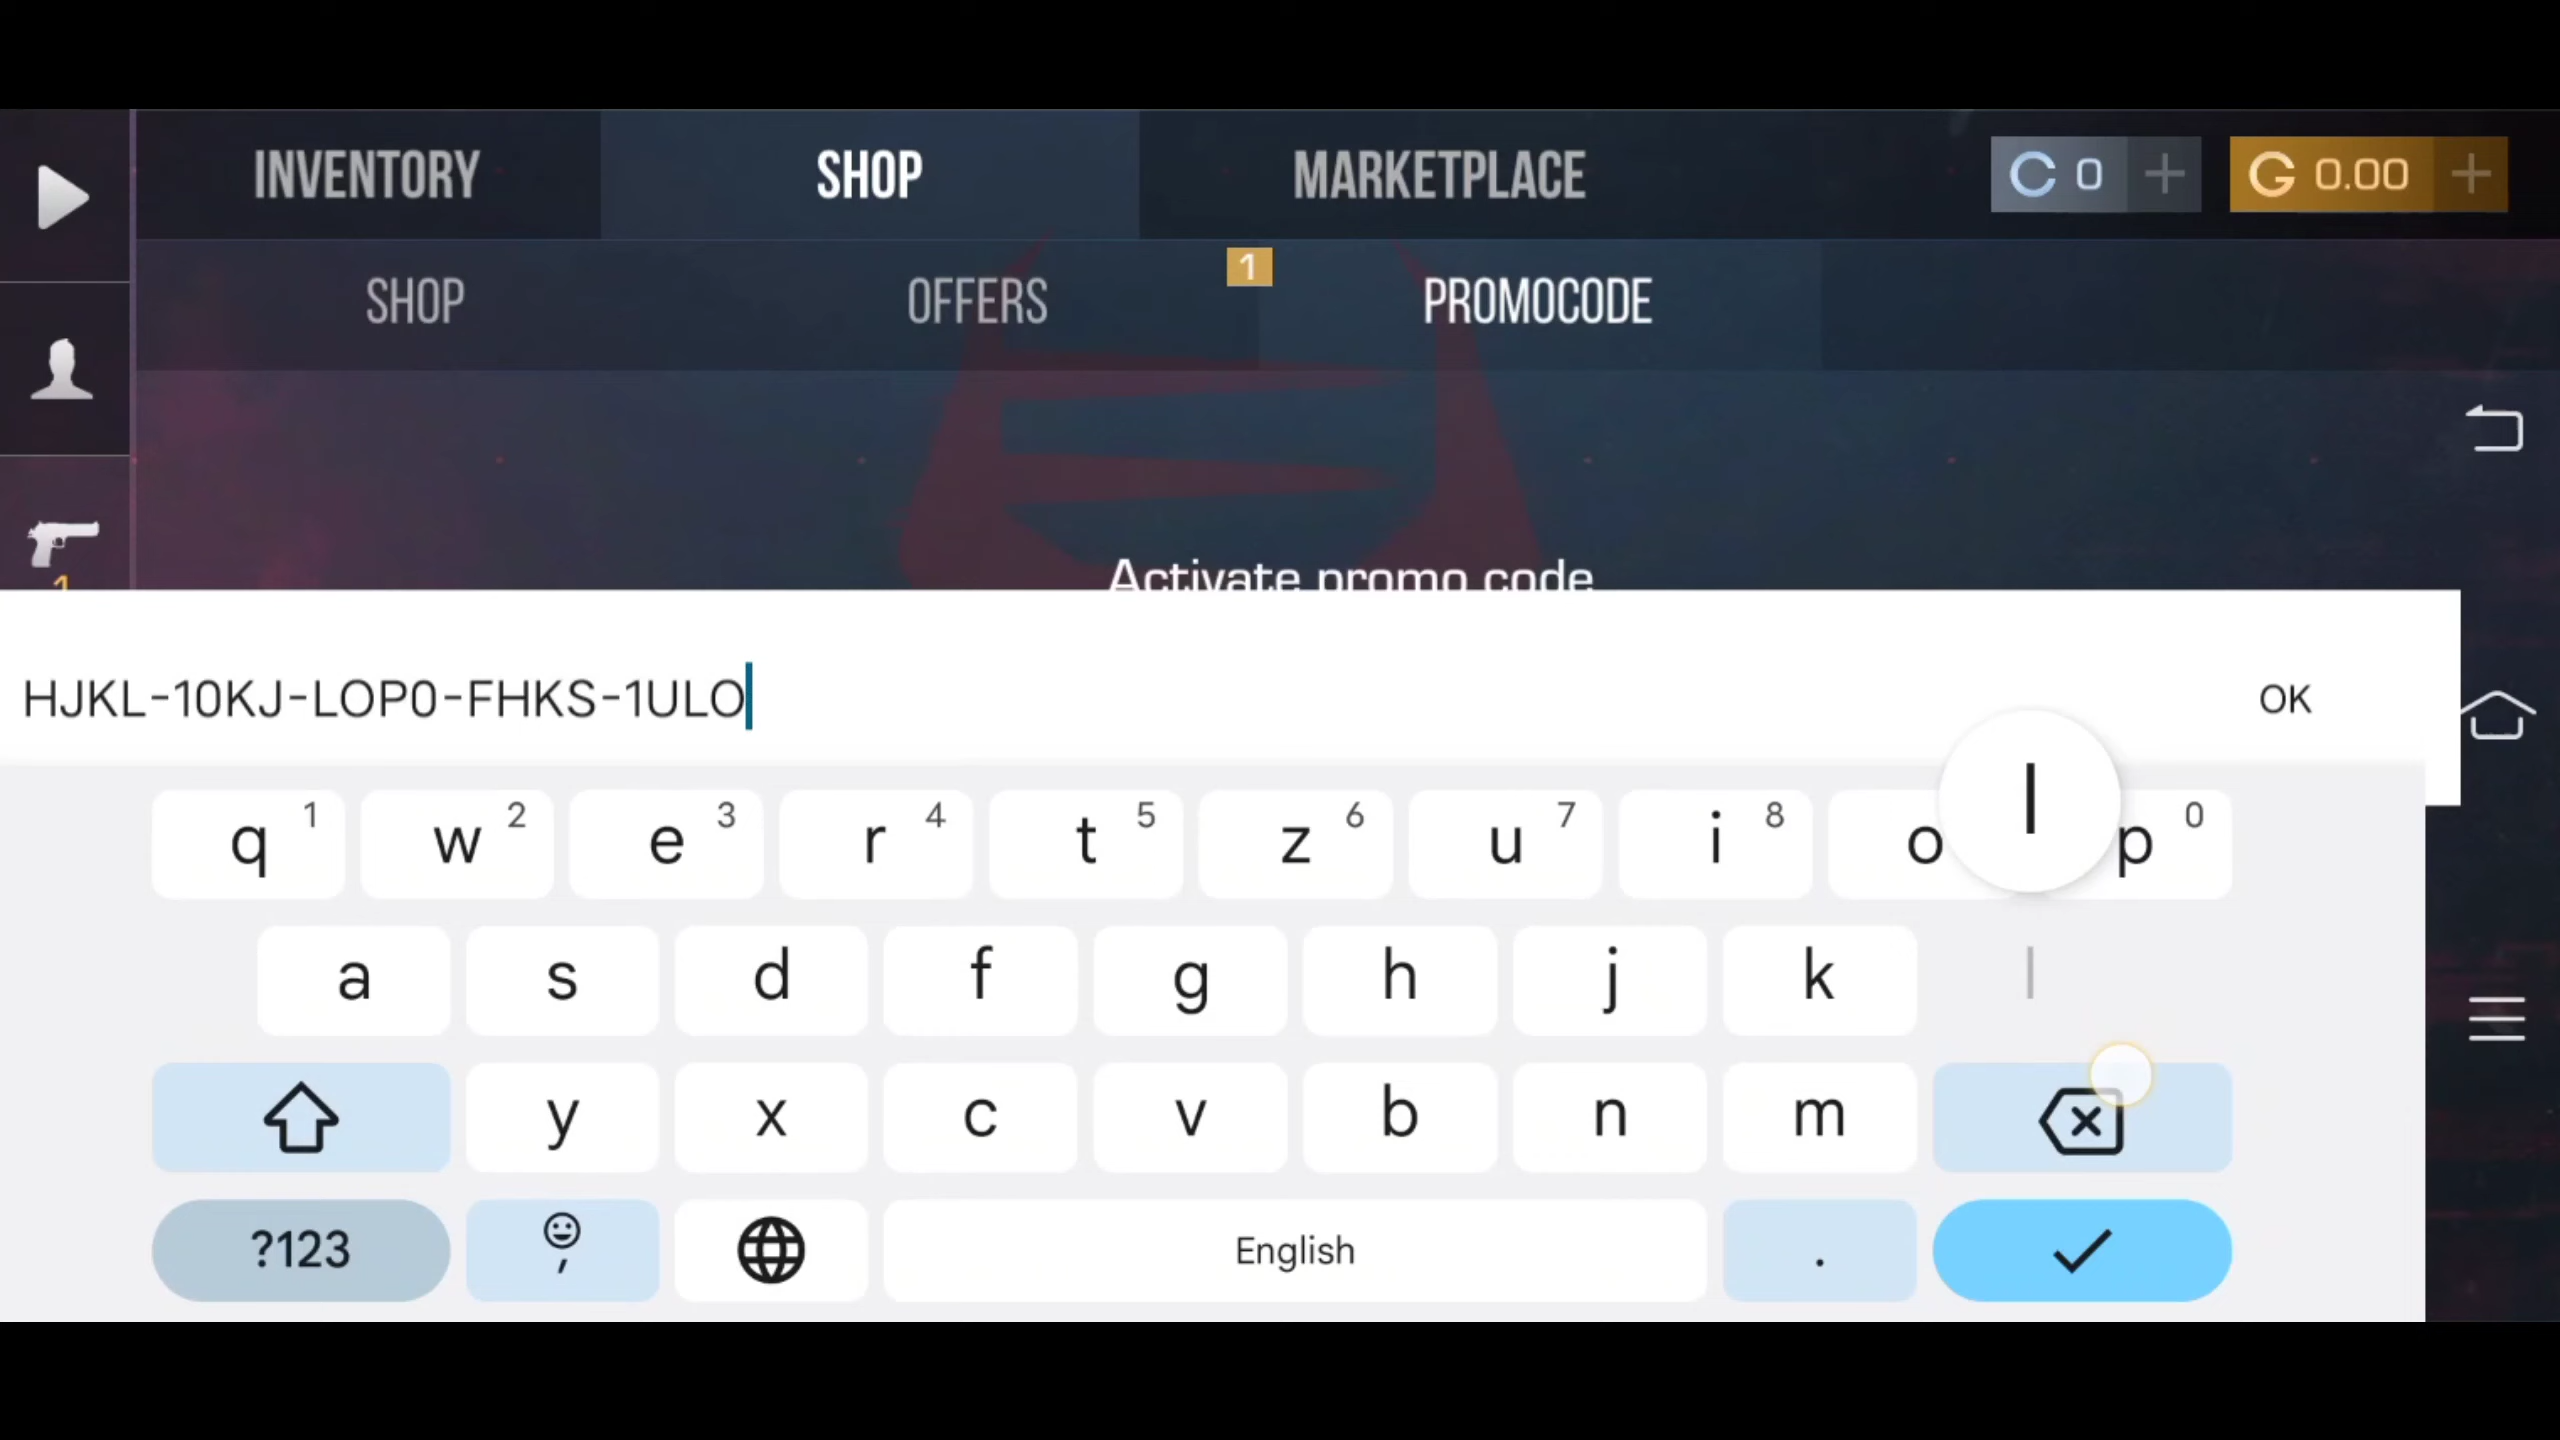 INVENTORY SHOP MARKETPLACE C 0 + G 0.00 +
SHOP OFFERS 1 PROMOCODE
1
Activate promo code
HJKL-10KJ-LOP0-FHKS-1ULO OK
q 1 w 2 e 3 r 4 t 5 z 6 u 7 i 8 o l p 0
a s d f g h j k l
y x c v b n m
?123 , English .